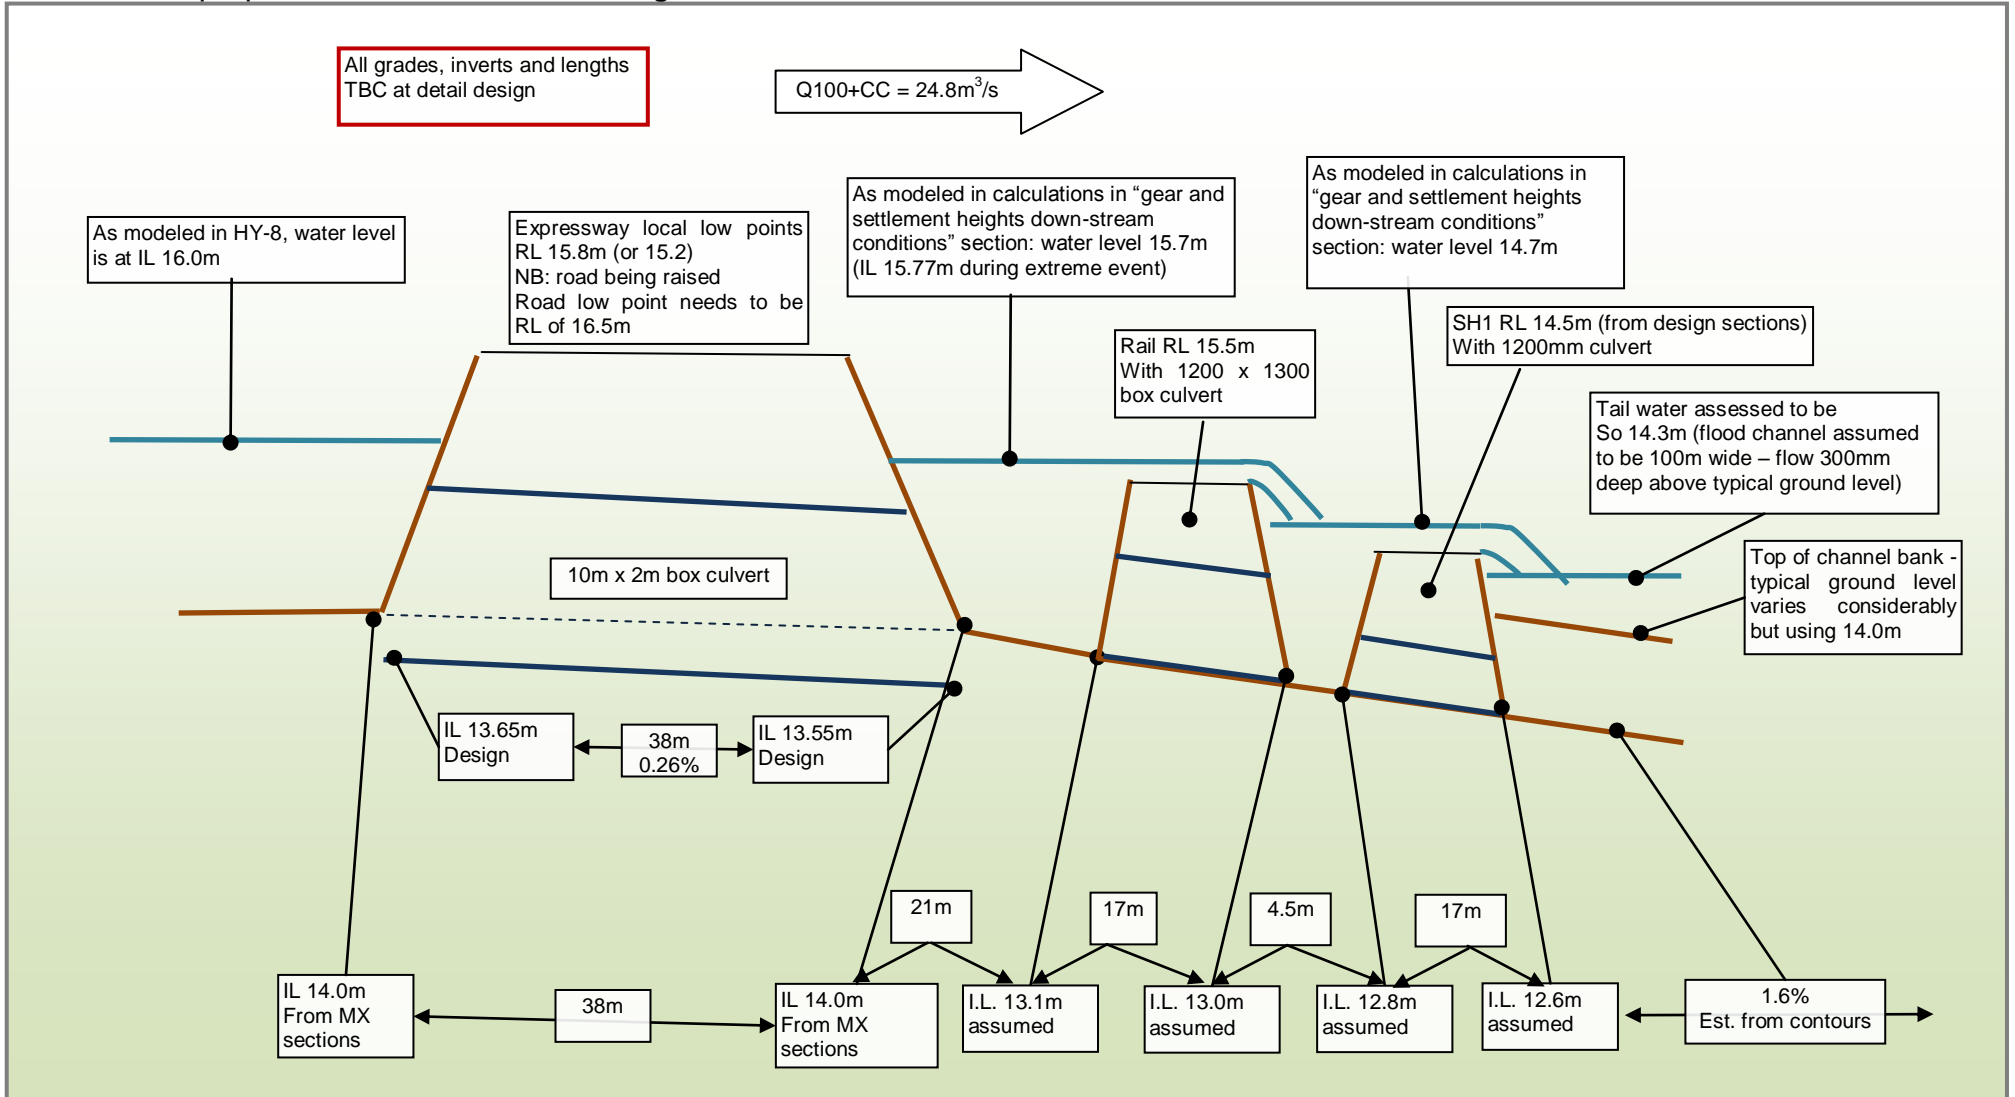 All grades, inverts and lengths
TBC at detail design
Q100+CC = 24.8m³/s
As modeled in HY-8, water level
is at IL 16.0m
Expressway local low points
RL 15.8m (or 15.2)
NB: road being raised
Road low point needs to be
RL of 16.5m
As modeled in calculations in “gear and
settlement heights down-stream
conditions” section: water level 15.7m
(IL 15.77m during extreme event)
As modeled in calculations in
“gear and settlement heights
down-stream conditions”
section: water level 14.7m
Rail RL 15.5m
With 1200 x 1300
box culvert
SH1 RL 14.5m (from design sections)
With 1200mm culvert
Tail water assessed to be
So 14.3m (flood channel assumed
to be 100m wide – flow 300mm
deep above typical ground level)
Top of channel bank -
typical ground level
varies considerably
but using 14.0m
10m x 2m box culvert
IL 13.65m
Design
38m
0.26%
IL 13.55m
Design
21m
17m
4.5m
17m
IL 14.0m
From MX
sections
38m
IL 14.0m
From MX
sections
I.L. 13.1m
assumed
I.L. 13.0m
assumed
I.L. 12.8m
assumed
I.L. 12.6m
assumed
1.6%
Est. from contours